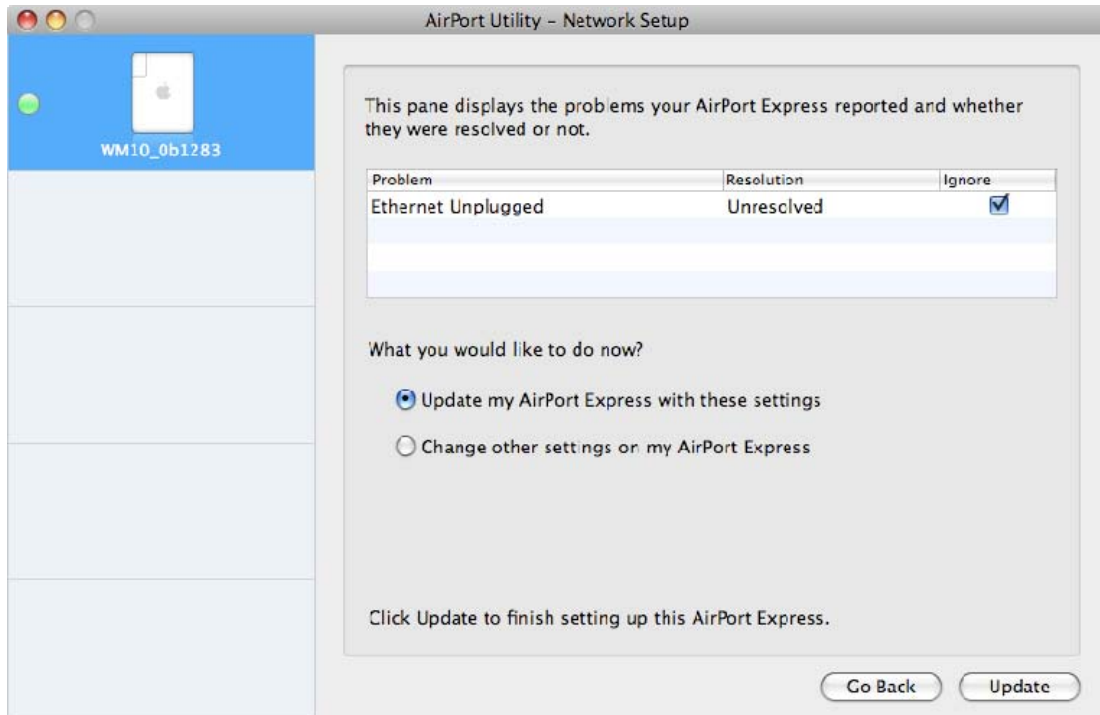 AirPort Utility – Network Setup
WM10_0b1283
This pane displays the problems your AirPort Express reported and whether
they were resolved or not.
Problem Resolution Ignore
Ethernet Unplugged Unresolved
What you would like to do now?
Update my AirPort Express with these settings
Change other settings on my AirPort Express
Click Update to finish setting up this AirPort Express.
Go Back Update